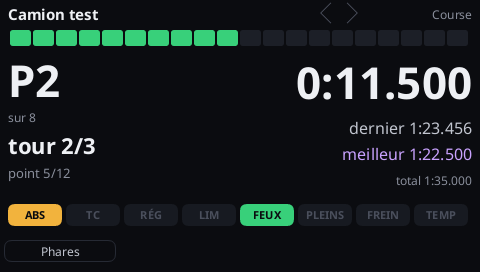 Camion test
Course
P2
0:11.500
sur 8
dernier 1:23.456
tour 2/3
meilleur 1:22.500
point 5/12
total 1:35.000
ABS TC RÉG LIM FEUX PLEINS FREIN TEMP
Phares